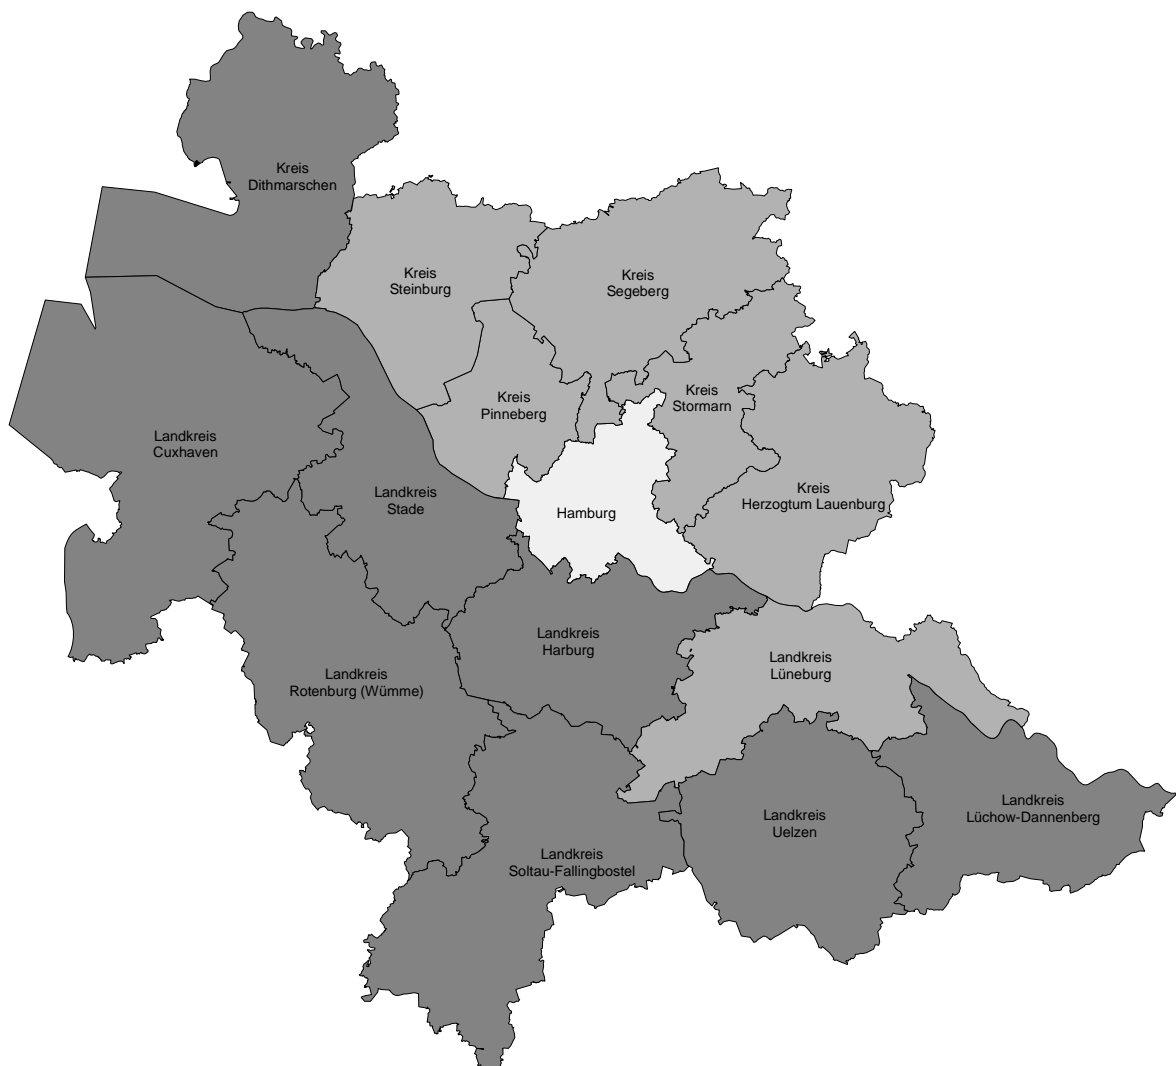 Kreis
Dithmarschen
Kreis
Steinburg
Kreis
Segeberg
Kreis
Pinneberg
Kreis
Stormarn
Landkreis
Cuxhaven
Landkreis
Stade
Hamburg
Kreis
Herzogtum Lauenburg
Landkreis
Harburg
Landkreis
Lüneburg
Landkreis
Rotenburg (Wümme)
Landkreis
Lüchow-Dannenberg
Landkreis
Uelzen
Landkreis
Soltau-Fallingbostel